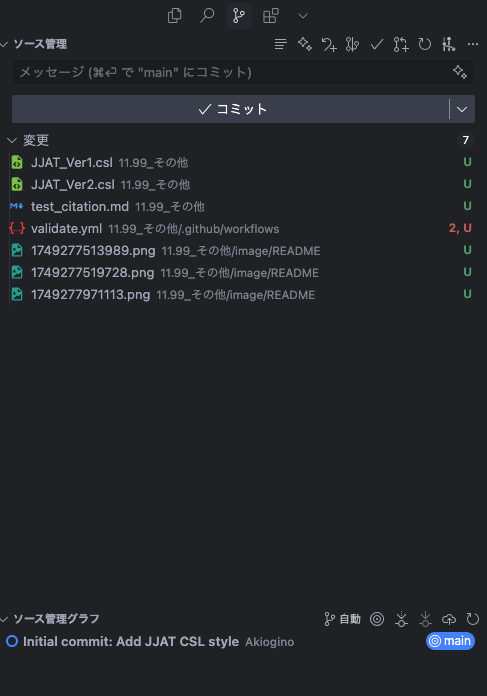 ソース管理
メッセージ (⌘⏎ で "main" にコミット)
コミット
変更 7
JJAT_Ver1.csl 11.99_その他 U
JJAT_Ver2.csl 11.99_その他 U
test_citation.md 11.99_その他 U
validate.yml 11.99_その他/.github/workflows 2, U
1749277513989.png 11.99_その他/image/README U
1749277519728.png 11.99_その他/image/README U
1749277971113.png 11.99_その他/image/README U
ソース管理グラフ 自動
Initial commit: Add JJAT CSL style Akiogino main